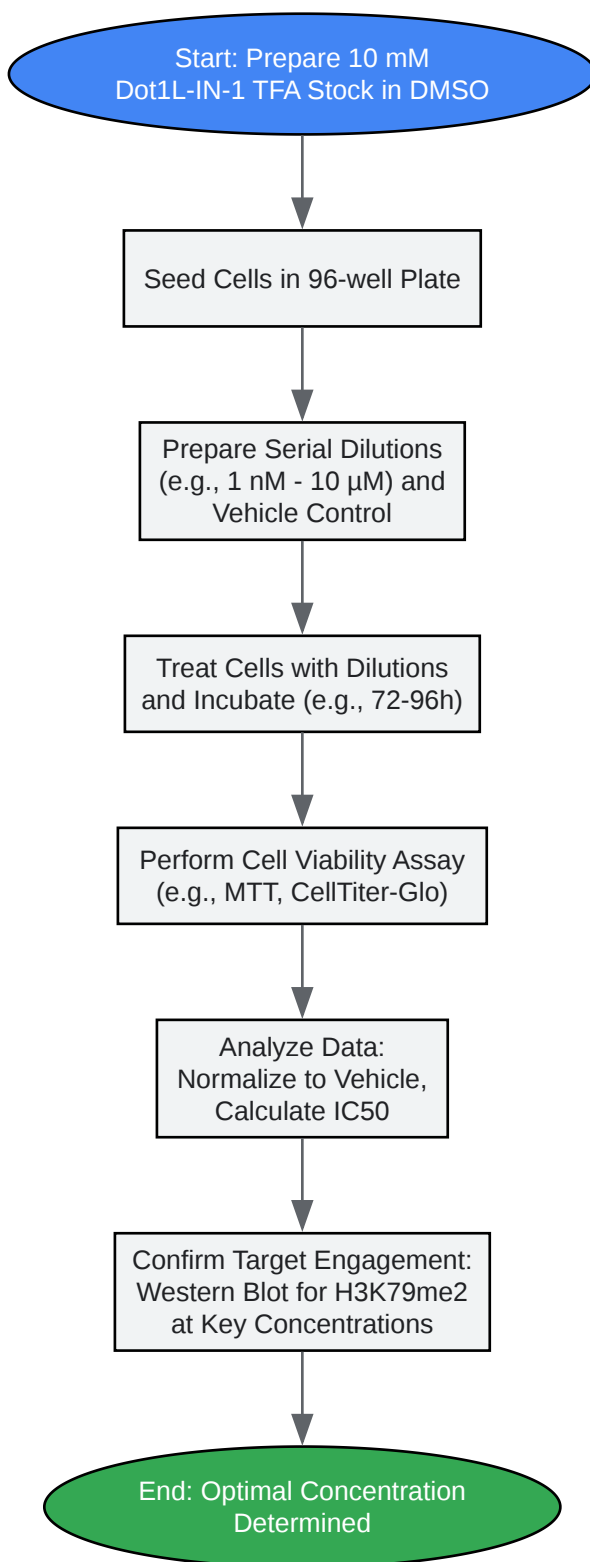 Start: Prepare 10 mM
Dot1L-IN-1 TFA Stock in DMSO
Seed Cells in 96-well Plate
Prepare Serial Dilutions
(e.g., 1 nM - 10 µM) and
Vehicle Control
Treat Cells with Dilutions
and Incubate (e.g., 72-96h)
Perform Cell Viability Assay
(e.g., MTT, CellTiter-Glo)
Analyze Data:
Normalize to Vehicle,
Calculate IC50
Confirm Target Engagement:
Western Blot for H3K79me2
at Key Concentrations
End: Optimal Concentration
Determined